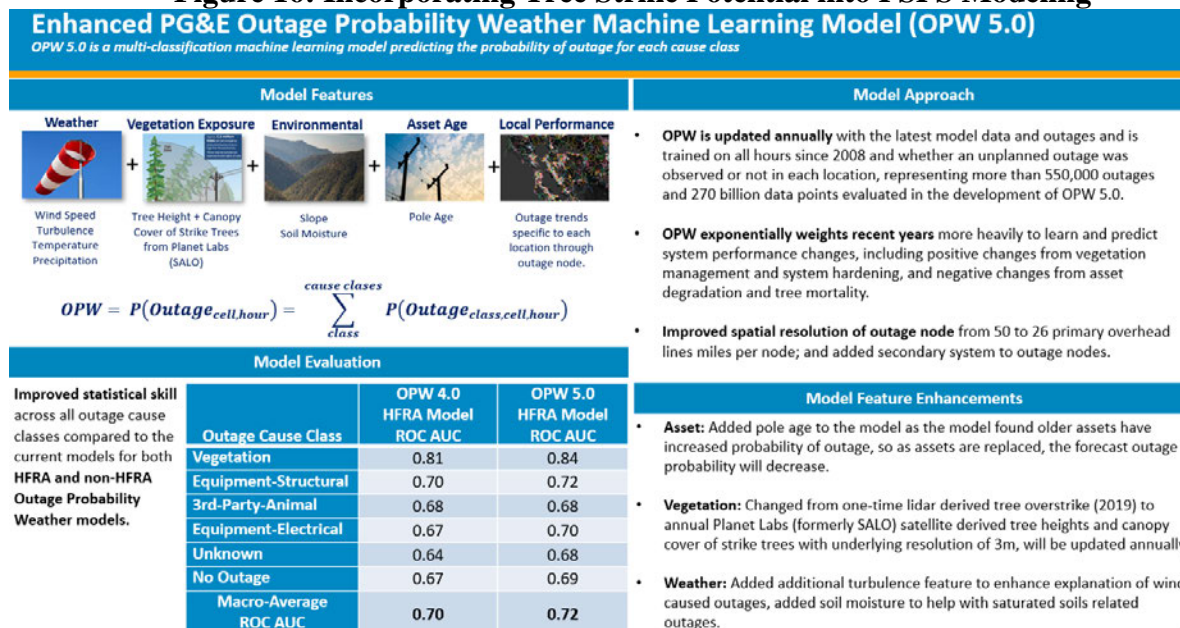 Figure 10: Incorporating Tree Strike Potential into PSPS Modeling
Enhanced PG&E Outage Probability Weather Machine Learning Model (OPW 5.0)
OPW 5.0 is a multi-classification machine learning model predicting the probability of outage for each cause class
Model Features
Weather
Vegetation Exposure
Environmental
Asset Age
Local Performance
+ + + +
Wind Speed
Turbulence
Temperature
Precipitation
Tree Height + Canopy
Cover of Strike Trees
from Planet Labs
(SALO)
Slope
Soil Moisture
Pole Age
Outage trends
specific to each
location through
outage node.
cause clases
OPW = P(Outage cell,hour) = ∑ P(Outage class,cell,hour)
class
Model Evaluation
Improved statistical skill
across all outage cause
classes compared to the
current models for both
HFRA and non-HFRA
Outage Probability
Weather models.
Outage Cause Class | OPW 4.0 HFRA Model ROC AUC | OPW 5.0 HFRA Model ROC AUC
Vegetation 0.81 0.84
Equipment-Structural 0.70 0.72
3rd-Party-Animal 0.68 0.68
Equipment-Electrical 0.67 0.70
Unknown 0.64 0.68
No Outage 0.67 0.69
Macro-Average ROC AUC 0.70 0.72
Model Approach
• OPW is updated annually with the latest model data and outages and is
trained on all hours since 2008 and whether an unplanned outage was
observed or not in each location, representing more than 550,000 outages
and 270 billion data points evaluated in the development of OPW 5.0.
• OPW exponentially weights recent years more heavily to learn and predict
system performance changes, including positive changes from vegetation
management and system hardening, and negative changes from asset
degradation and tree mortality.
• Improved spatial resolution of outage node from 50 to 26 primary overhead
lines miles per node; and added secondary system to outage nodes.
Model Feature Enhancements
• Asset: Added pole age to the model as the model found older assets have
increased probability of outage, so as assets are replaced, the forecast outage
probability will decrease.
• Vegetation: Changed from one-time lidar derived tree overstrike (2019) to
annual Planet Labs (formerly SALO) satellite derived tree heights and canopy
cover of strike trees with underlying resolution of 3m, will be updated annually
• Weather: Added additional turbulence feature to enhance explanation of wind
caused outages, added soil moisture to help with saturated soils related
outages.